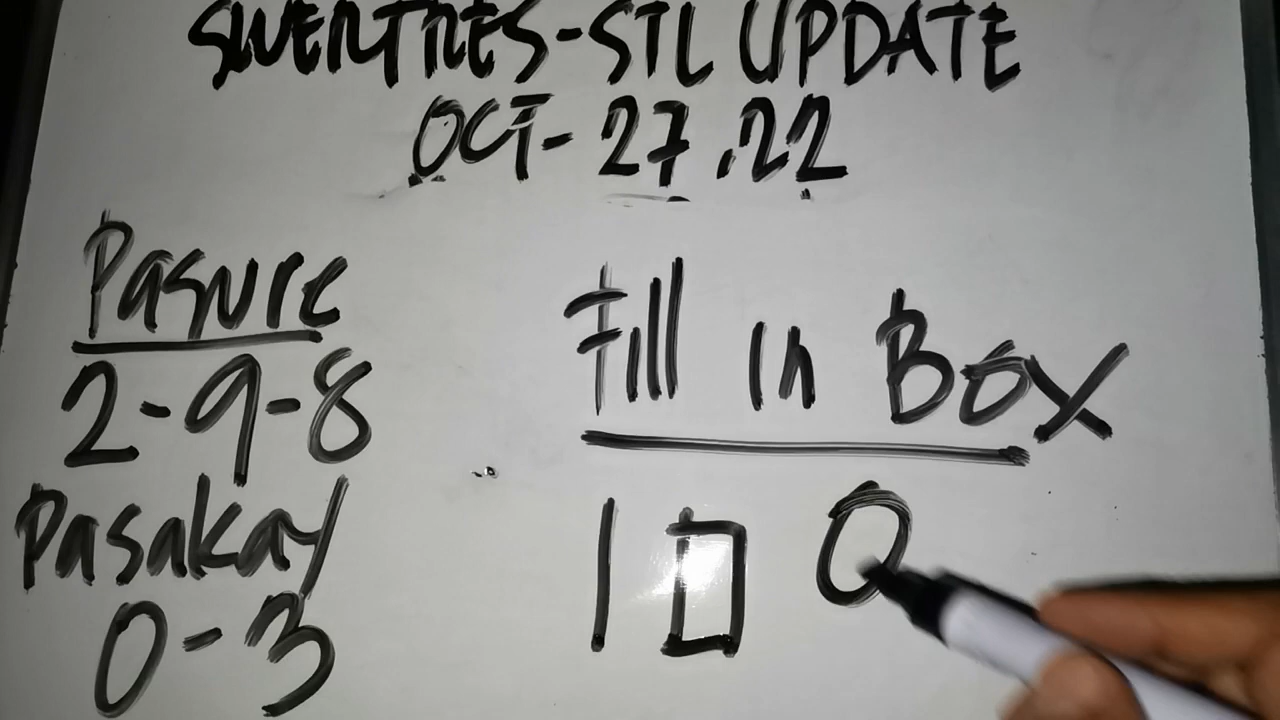 SWERTRES-STL UPDATE
OCT-27.22
Pasure
2-9-8
Pasakay
0-3
Fill in Box
1□0